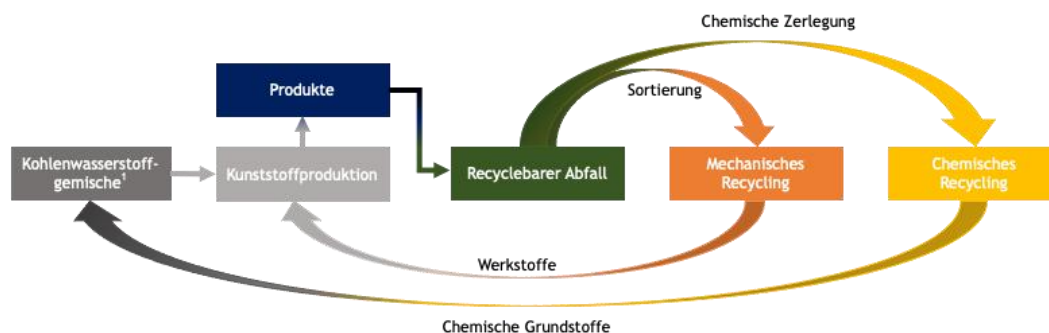 Chemische Zerlegung
Produkte
Sortierung
Kohlenwasserstoff-
gemische¹
Kunststoffproduktion
Recyclebarer Abfall
Mechanisches
Recycling
Chemisches
Recycling
Werkstoffe
Chemische Grundstoffe